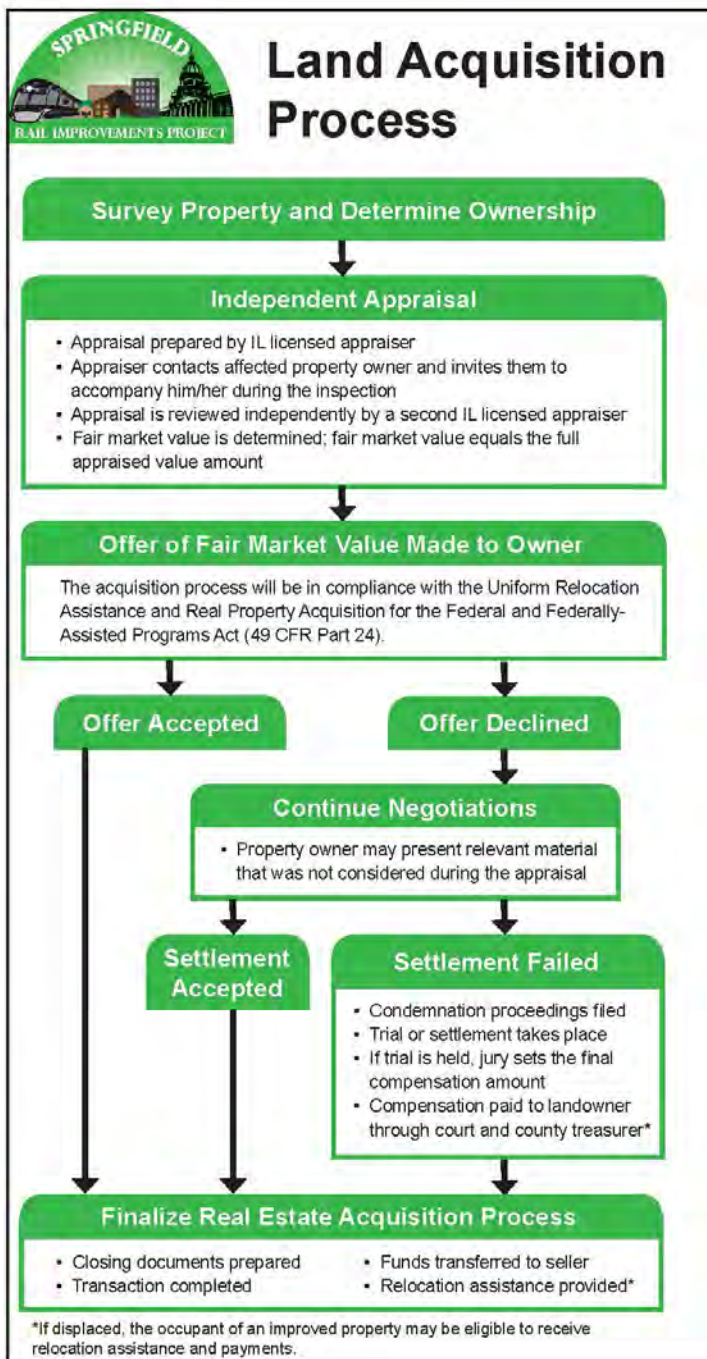 SPRINGFIELD
RAIL IMPROVEMENTS PROJECT
Land Acquisition
Process
Survey Property and Determine Ownership
Independent Appraisal
• Appraisal prepared by IL licensed appraiser
• Appraiser contacts affected property owner and invites them to
accompany him/her during the inspection
• Appraisal is reviewed independently by a second IL licensed appraiser
• Fair market value is determined; fair market value equals the full
appraised value amount
Offer of Fair Market Value Made to Owner
The acquisition process will be in compliance with the Uniform Relocation
Assistance and Real Property Acquisition for the Federal and Federally-
Assisted Programs Act (49 CFR Part 24).
Offer Accepted
Offer Declined
Continue Negotiations
• Property owner may present relevant material
that was not considered during the appraisal
Settlement
Accepted
Settlement Failed
• Condemnation proceedings filed
• Trial or settlement takes place
• If trial is held, jury sets the final
compensation amount
• Compensation paid to landowner
through court and county treasurer*
Finalize Real Estate Acquisition Process
• Closing documents prepared
• Transaction completed
• Funds transferred to seller
• Relocation assistance provided*
*If displaced, the occupant of an improved property may be eligible to receive
relocation assistance and payments.